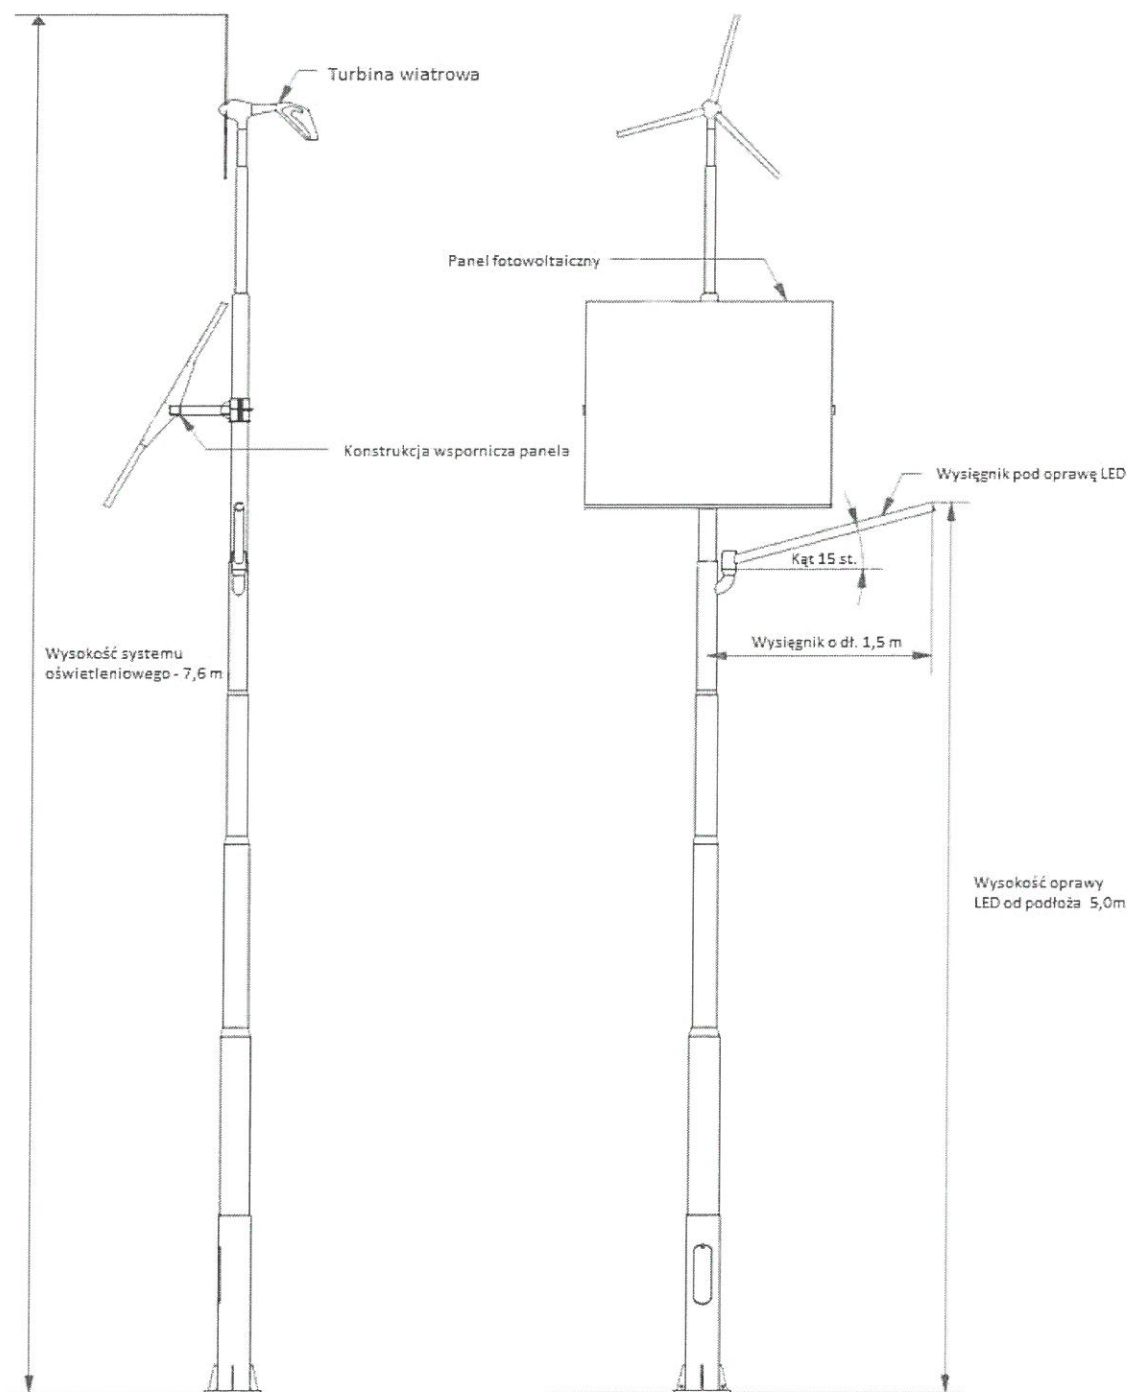 Turbina wiatrowa
Panel fotowoltaiczny
Konstrukcja wspornicza panela
Wysięgnik pod oprawę LED
Kąt 15 st.
Wysięgnik o dł. 1,5 m
Wysokość systemu
oświetleniowego - 7,6 m
Wysokość oprawy
LED od podłoża 5,0m